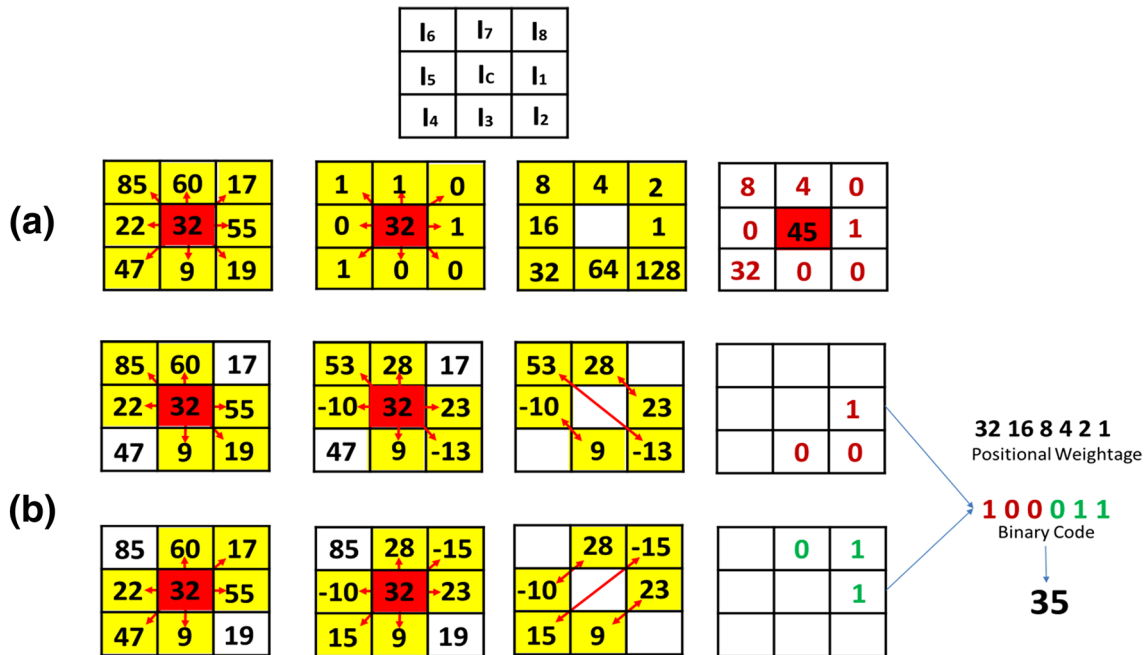 I6 I7 I8
I5 IC I1
I4 I3 I2
(a)
85 60 17
22 32 55
47 9 19
1 1 0
0 32 1
1 0 0
8 4 2
16 1
32 64 128
8 4 0
0 45 1
32 0 0
(b)
85 60 17
22 32 55
47 9 19
53 28 17
-10 32 23
47 9 -13
53 28
-10 23
9 -13
1
0 0
85 60 17
22 32 55
47 9 19
85 28 -15
-10 32 23
15 9 19
28 -15
-10 23
15 9
0 1
1
32 16 8 4 2 1
Positional Weightage
1 0 0 0 1 1
Binary Code
35